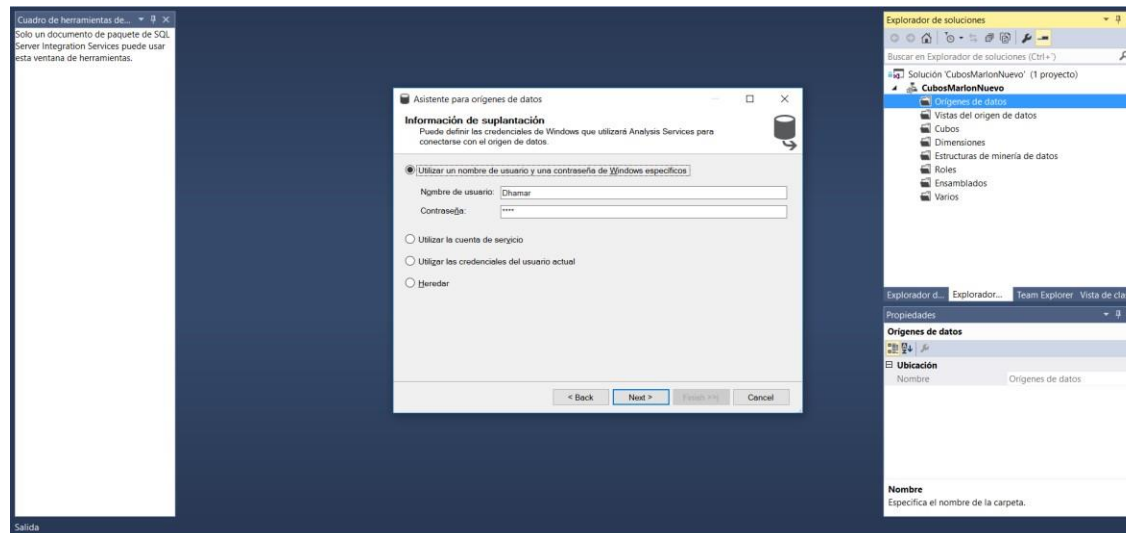 Cuadro de herramientas de...
Solo un documento de paquete de SQL
Server Integration Services puede usar
esta ventana de herramientas.
Asistente para orígenes de datos
Información de suplantación
Puede definir las credenciales de Windows que utilizará Analysis Services para
conectarse con el origen de datos.
Utilizar un nombre de usuario y una contraseña de Windows específicos
Nombre de usuario: Dhamar
Contraseña: ****
Utilizar la cuenta de servicio
Utilizar las credenciales del usuario actual
Heredar
< Back Next > Finish >>| Cancel
Explorador de soluciones
Buscar en Explorador de soluciones (Ctrl+´)
Solución 'CubosMarlonNuevo' (1 proyecto)
CubosMarlonNuevo
Orígenes de datos
Vistas del origen de datos
Cubos
Dimensiones
Estructuras de minería de datos
Roles
Ensamblados
Varios
Explorador d... Explorador... Team Explorer Vista de cla
Propiedades
Orígenes de datos
Ubicación
Nombre Orígenes de datos
Nombre
Especifica el nombre de la carpeta.
Salida